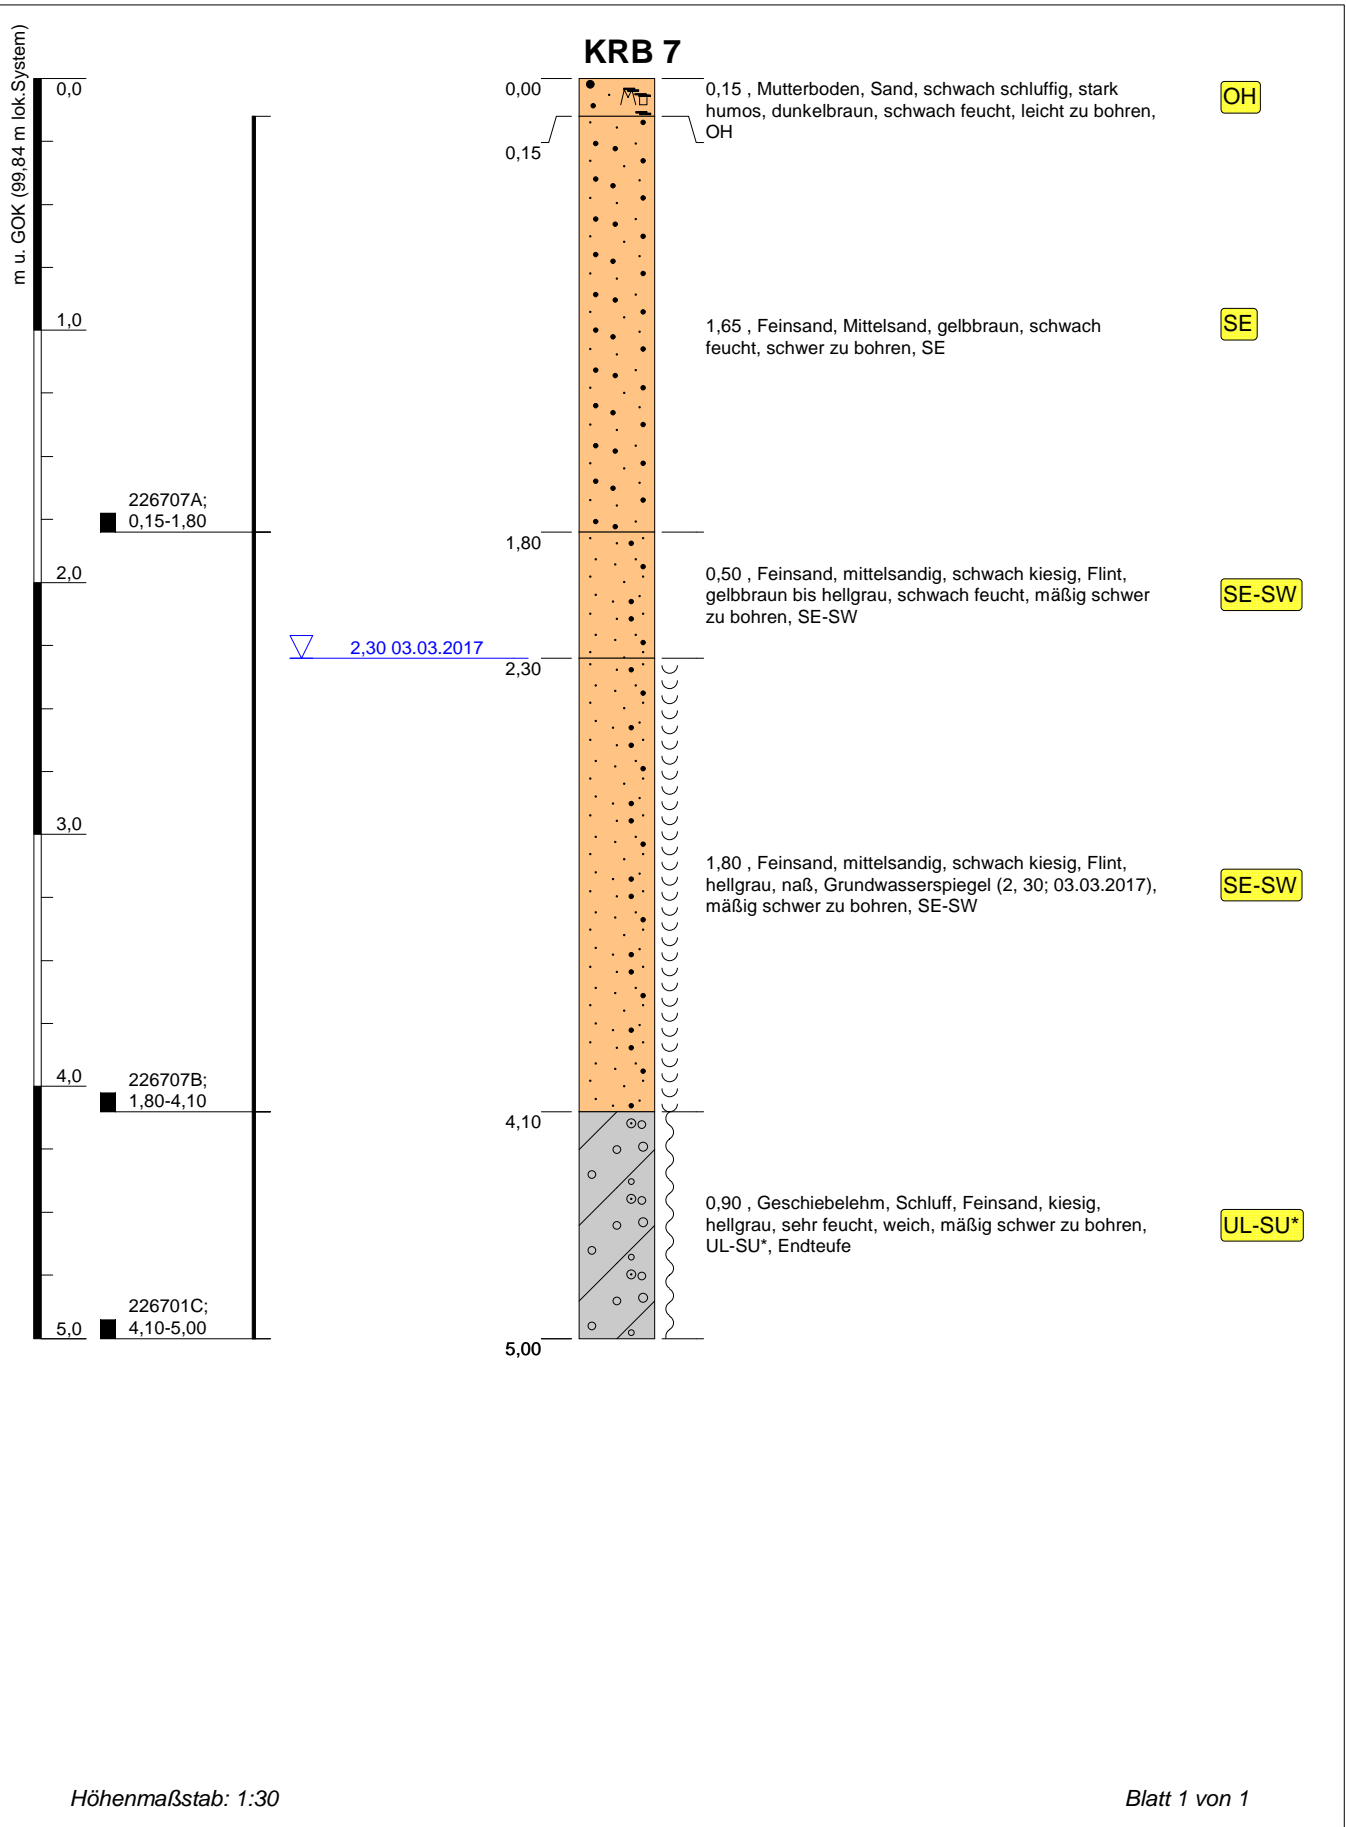 KRB 7
m u. GOK (99,84 m lok.System)
0,0
1,0
2,0
3,0
4,0
5,0
226707A;
0,15-1,80
226707B;
1,80-4,10
226701C;
4,10-5,00
2,30 03.03.2017
0,00
0,15
1,80
2,30
4,10
5,00
0,15 , Mutterboden, Sand, schwach schluffig, stark
humos, dunkelbraun, schwach feucht, leicht zu bohren,
OH
OH
1,65 , Feinsand, Mittelsand, gelbbraun, schwach
feucht, schwer zu bohren, SE
SE
0,50 , Feinsand, mittelsandig, schwach kiesig, Flint,
gelbbraun bis hellgrau, schwach feucht, mäßig schwer
zu bohren, SE-SW
SE-SW
1,80 , Feinsand, mittelsandig, schwach kiesig, Flint,
hellgrau, naß, Grundwasserspiegel (2, 30; 03.03.2017),
mäßig schwer zu bohren, SE-SW
SE-SW
0,90 , Geschiebelehm, Schluff, Feinsand, kiesig,
hellgrau, sehr feucht, weich, mäßig schwer zu bohren,
UL-SU*, Endteufe
UL-SU*
Höhenmaßstab: 1:30
Blatt 1 von 1